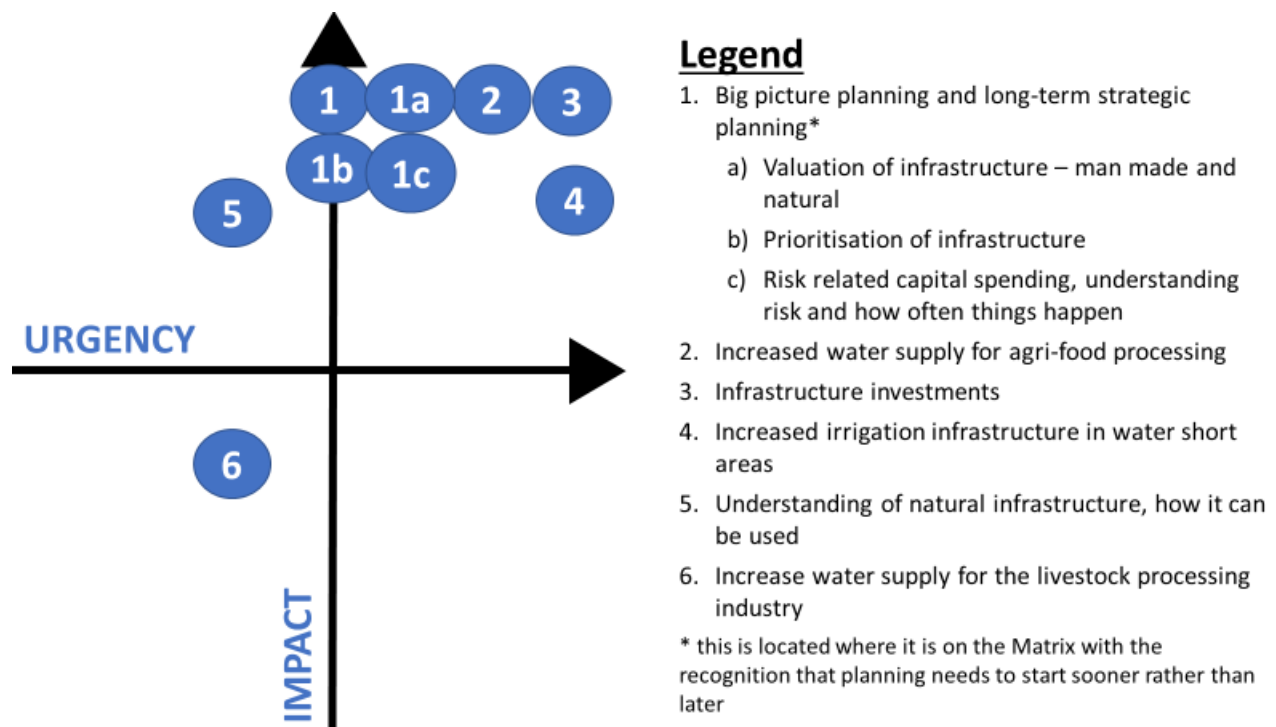 1
1a
2
3
1b
1c
5
4
URGENCY
6
IMPACT
Legend
1. Big picture planning and long-term strategic
planning*
a) Valuation of infrastructure – man made and
natural
b) Prioritisation of infrastructure
c) Risk related capital spending, understanding
risk and how often things happen
2. Increased water supply for agri-food processing
3. Infrastructure investments
4. Increased irrigation infrastructure in water short
areas
5. Understanding of natural infrastructure, how it can
be used
6. Increase water supply for the livestock processing
industry
* this is located where it is on the Matrix with the
recognition that planning needs to start sooner rather than
later